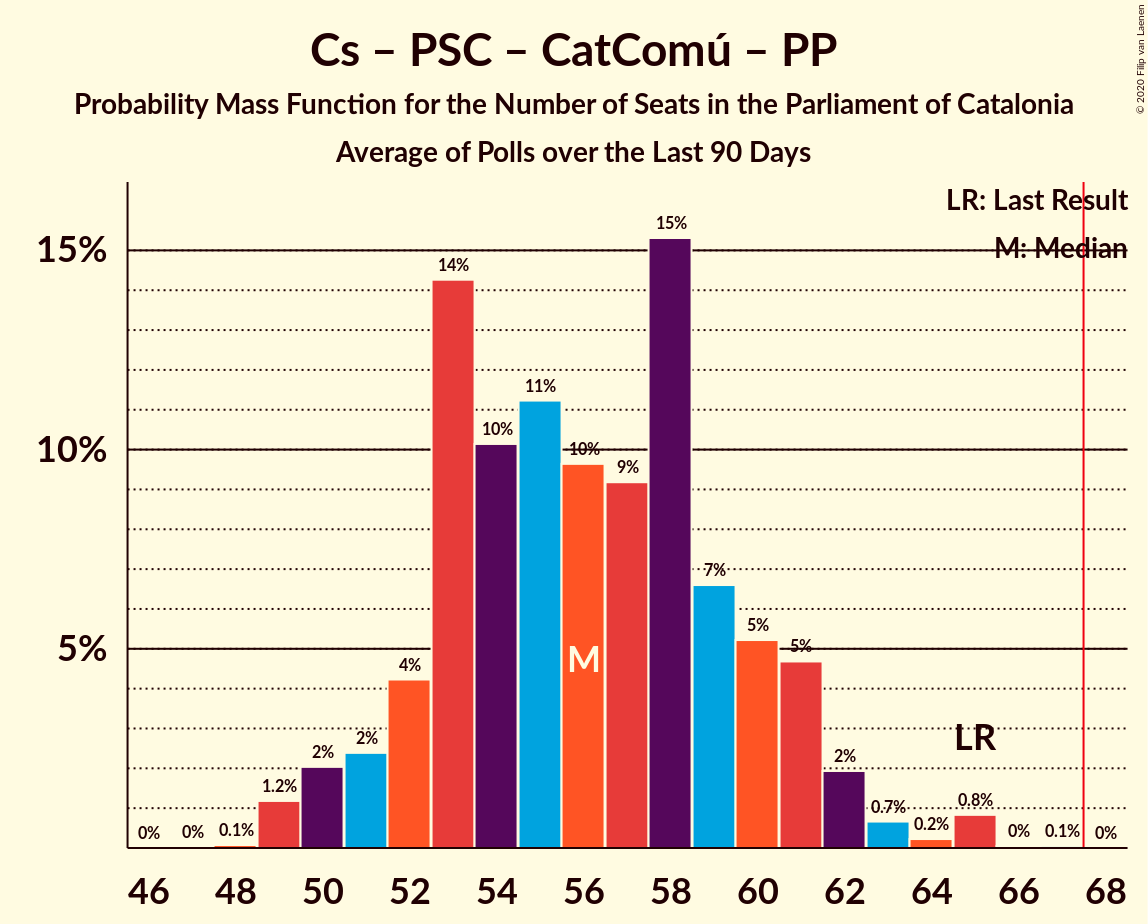 Cs – PSC – CatComú – PP
Probability Mass Function for the Number of Seats in the Parliament of Catalonia
Average of Polls over the Last 90 Days
© 2020 Filip van Laenen
LR: Last Result
M: Median
15%
10%
5%
0%
0%
0.1%
1.2%
2%
2%
4%
14%
10%
11%
10%
9%
15%
7%
5%
5%
2%
0.7%
0.2%
0.8%
0%
0.1%
0%
M
LR
46 48 50 52 54 56 58 60 62 64 66 68